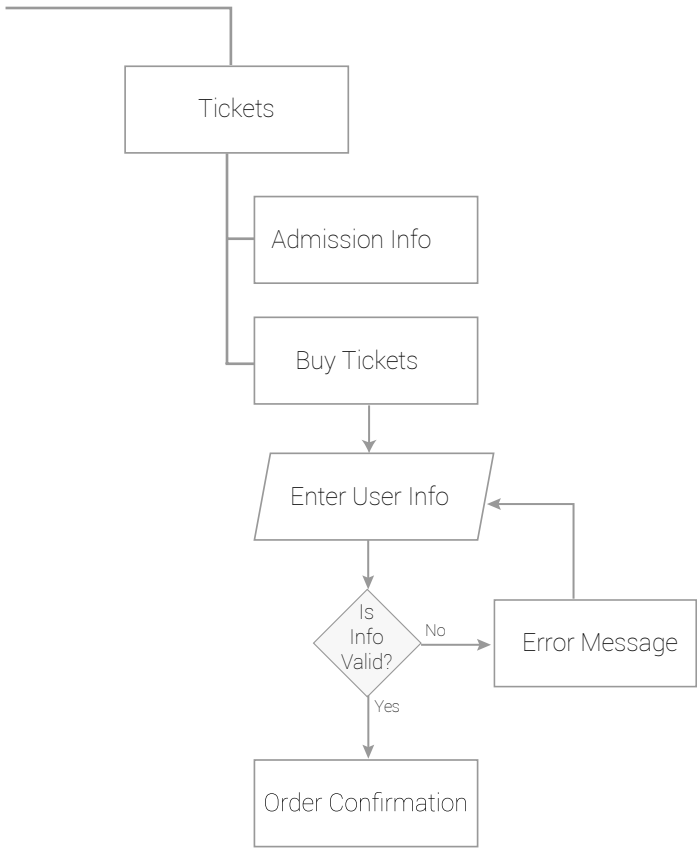 Tickets
Admission Info
Buy Tickets
Enter User Info
Is
Info
Valid?
No
Error Message
Yes
Order Confirmation